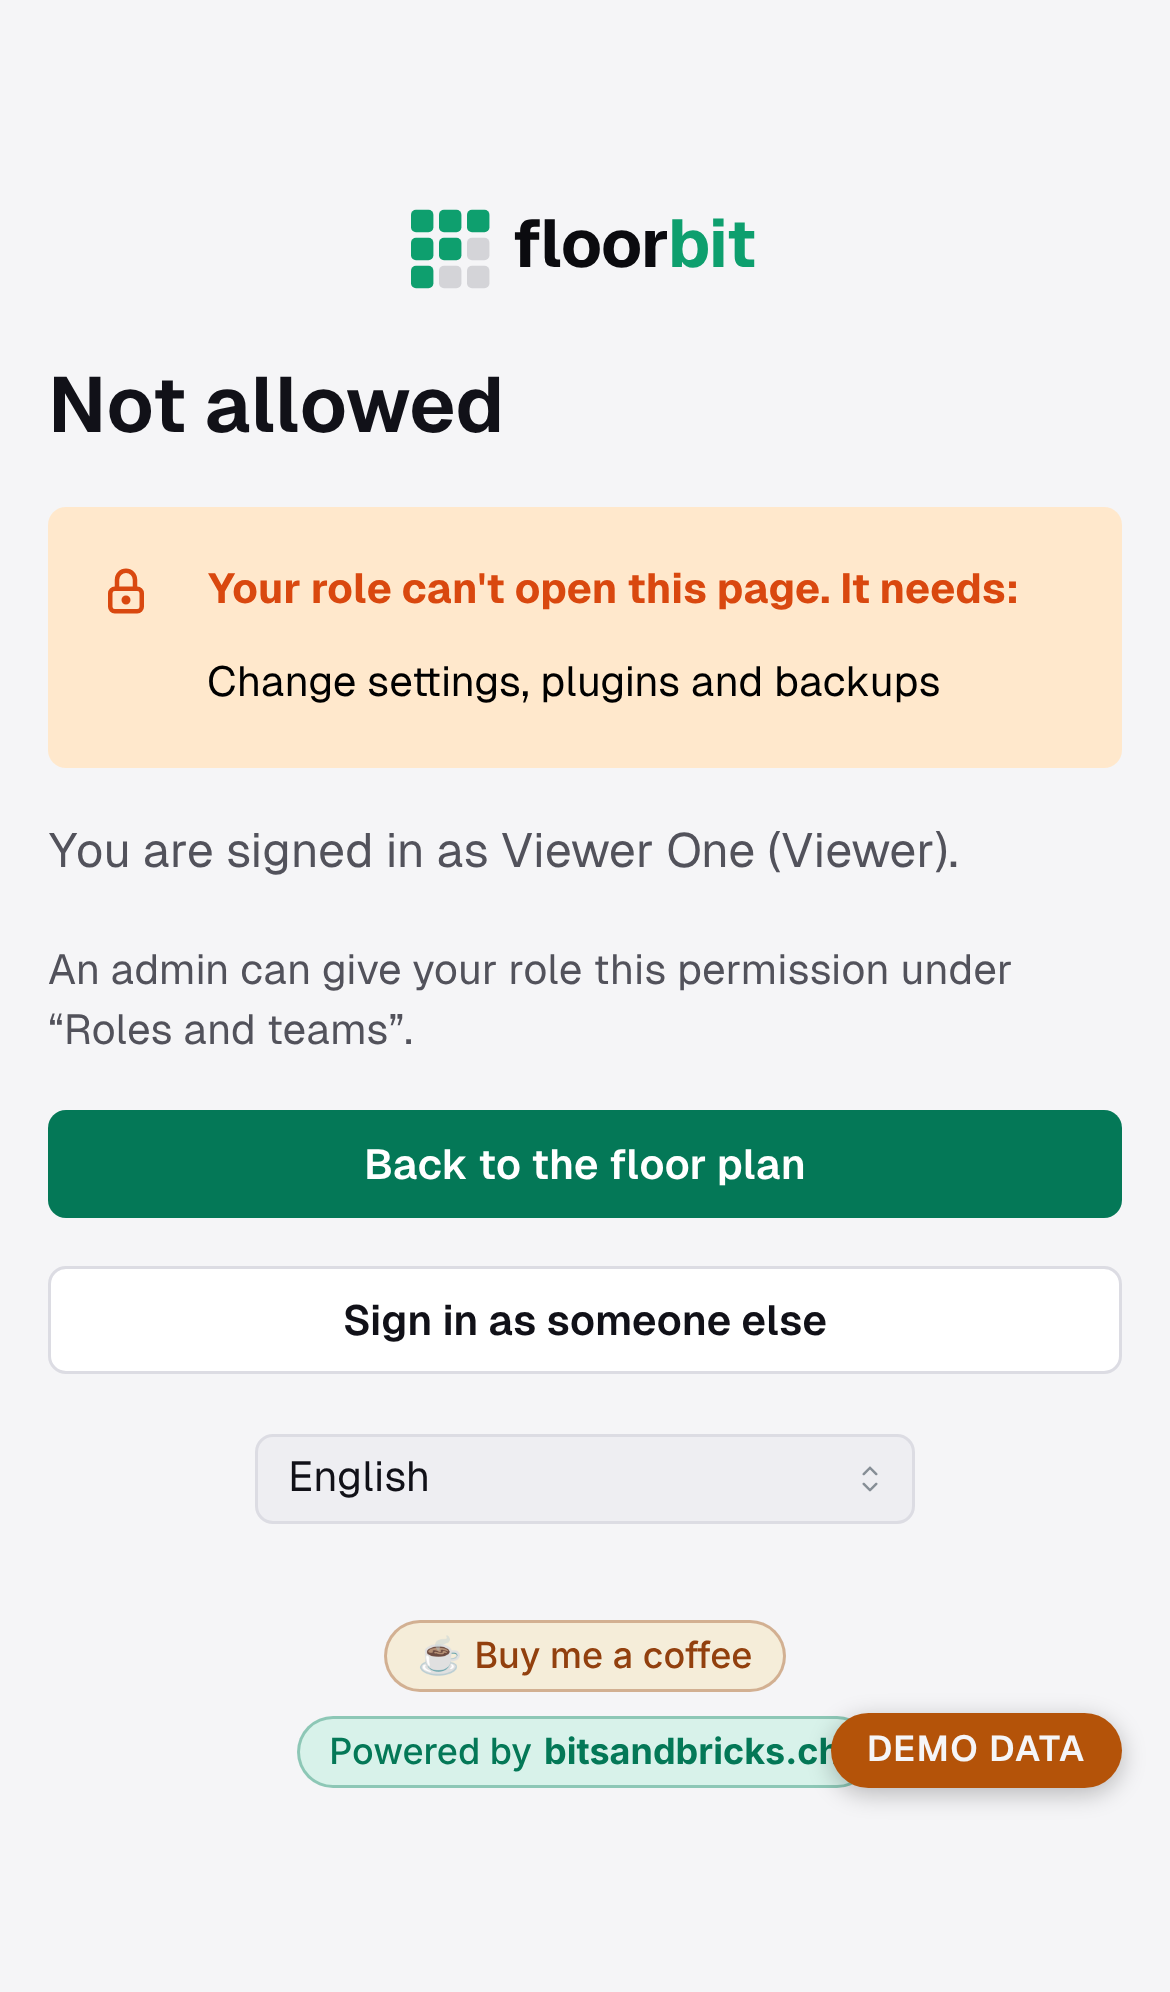 floorbit
Not allowed
Your role can't open this page. It needs:
Change settings, plugins and backups
You are signed in as Viewer One (Viewer).
An admin can give your role this permission under
“Roles and teams”.
Back to the floor plan
Sign in as someone else
English
Buy me a coffee
Powered by bitsandbricks.ch
DEMO DATA